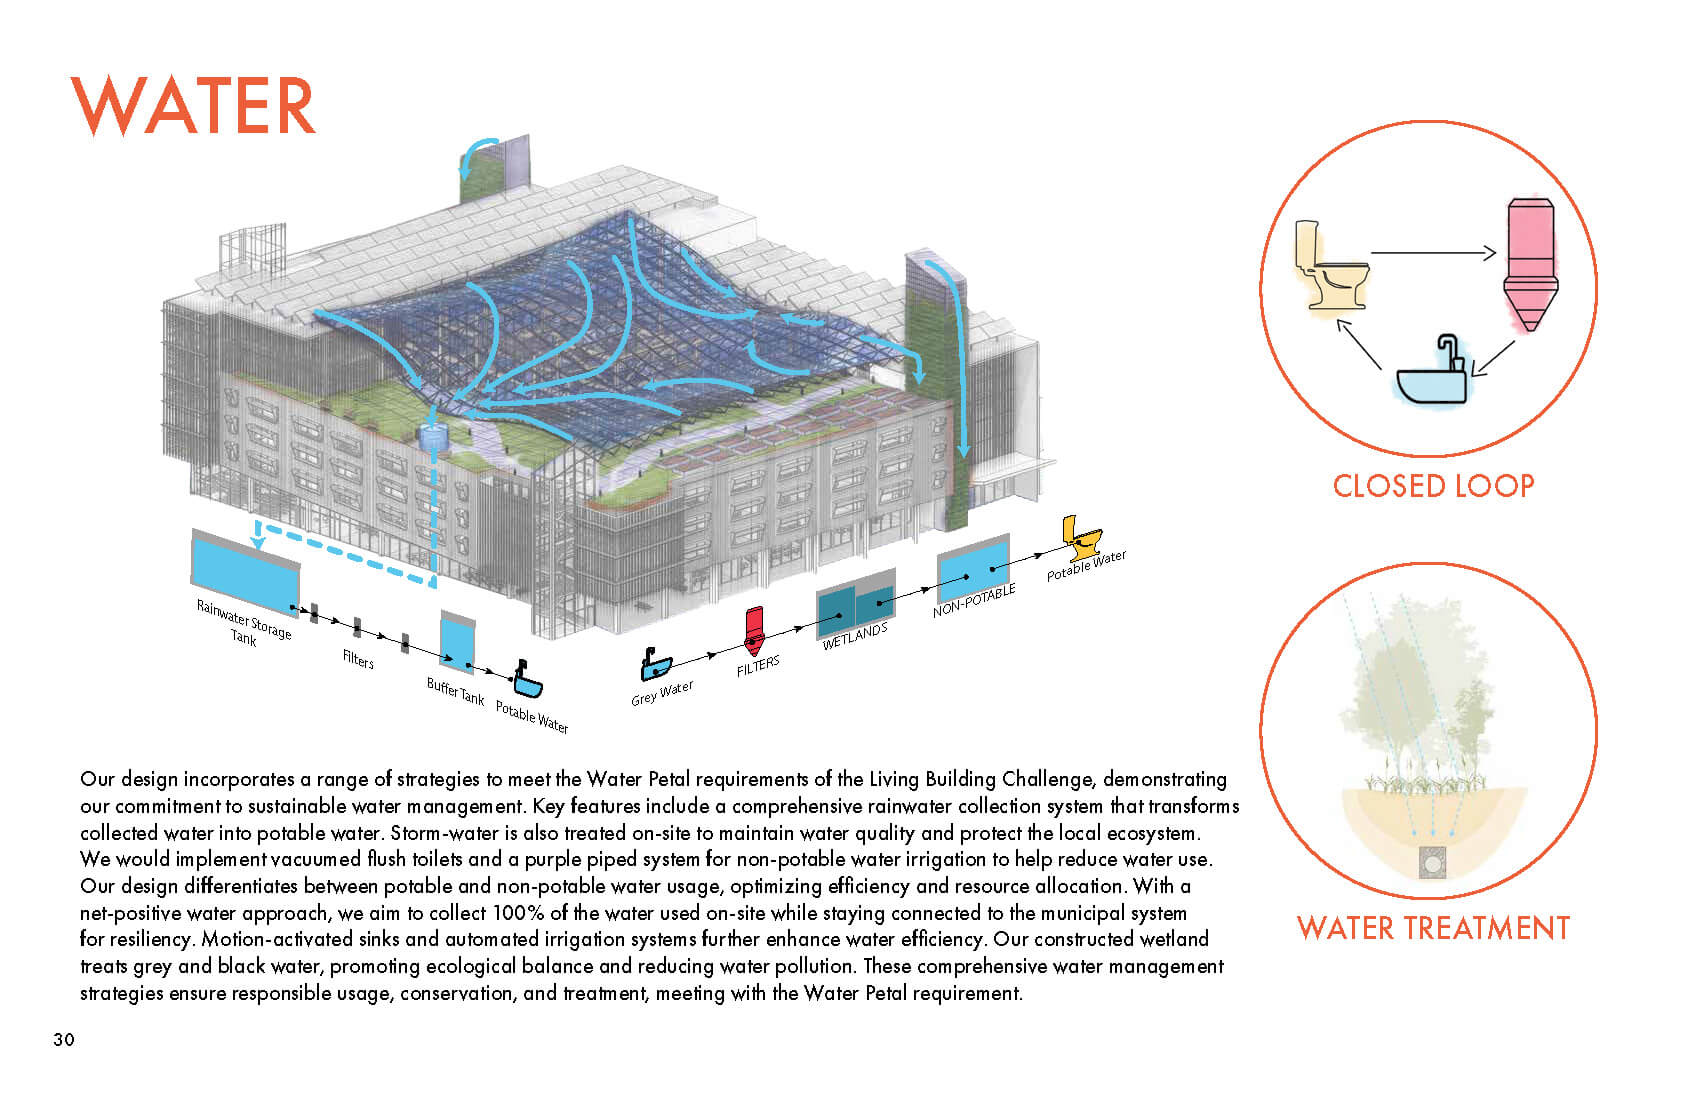 WATER
CLOSED LOOP
Rainwater Storage
Tank
Filters
Buffer Tank
Potable Water
Grey Water
FILTERS
WETLANDS
NON-POTABLE
Potable Water
WATER TREATMENT
Our design incorporates a range of strategies to meet the Water Petal requirements of the Living Building Challenge, demonstrating
our commitment to sustainable water management. Key features include a comprehensive rainwater collection system that transforms
collected water into potable water. Storm-water is also treated on-site to maintain water quality and protect the local ecosystem.
We would implement vacuumed flush toilets and a purple piped system for non-potable water irrigation to help reduce water use.
Our design differentiates between potable and non-potable water usage, optimizing efficiency and resource allocation. With a
net-positive water approach, we aim to collect 100% of the water used on-site while staying connected to the municipal system
for resiliency. Motion-activated sinks and automated irrigation systems further enhance water efficiency. Our constructed wetland
treats grey and black water, promoting ecological balance and reducing water pollution. These comprehensive water management
strategies ensure responsible usage, conservation, and treatment, meeting with the Water Petal requirement.
30